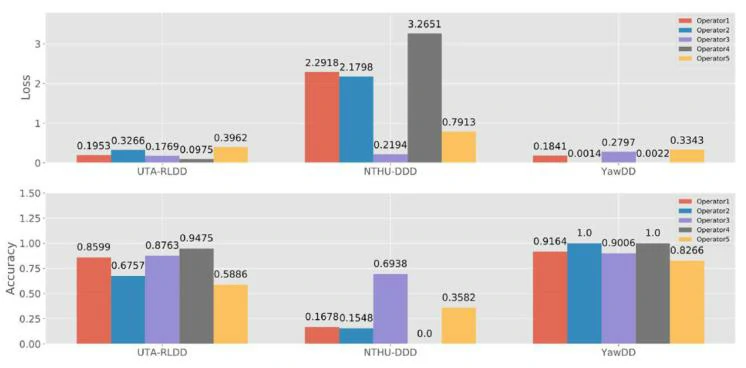 Loss
3
2
1
0
0.1953
0.3266
0.1769
0.0975
0.3962
2.2918
2.1798
0.2194
3.2651
0.7913
0.1841
0.0014
0.2797
0.0022
0.3343
UTA-RLDD
NTHU-DDD
YawDD
Operator1
Operator2
Operator3
Operator4
Operator5
Accuracy
1.50
1.25
1.00
0.75
0.50
0.25
0.00
0.8599
0.6757
0.8763
0.9475
0.5886
0.1678
0.1548
0.6938
0.0
0.3582
0.9164
1.0
0.9006
1.0
0.8266
UTA-RLDD
NTHU-DDD
YawDD
Operator1
Operator2
Operator3
Operator4
Operator5